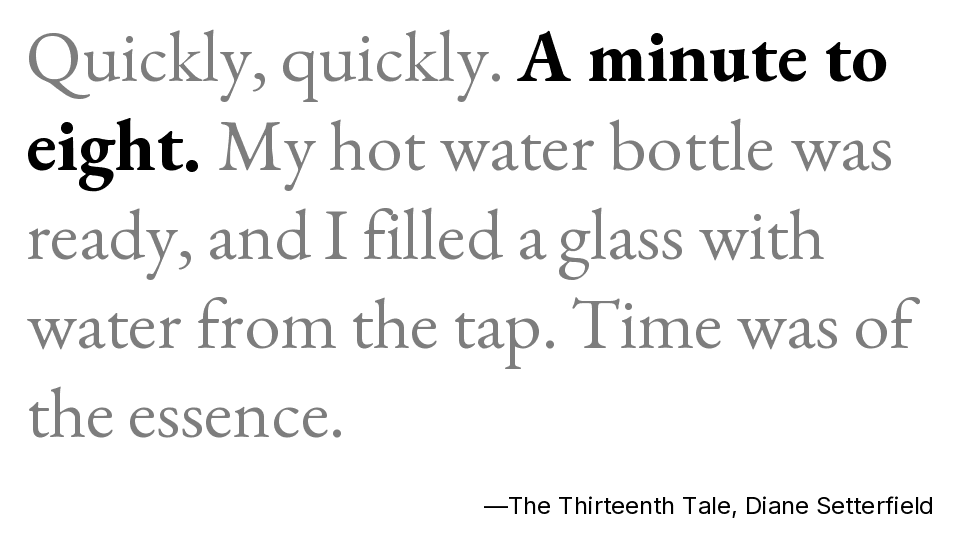 Quickly, quickly. A minute to
eight. My hot water bottle was
ready, and I filled a glass with
water from the tap. Time was of
the essence.
—The Thirteenth Tale, Diane Setterfield